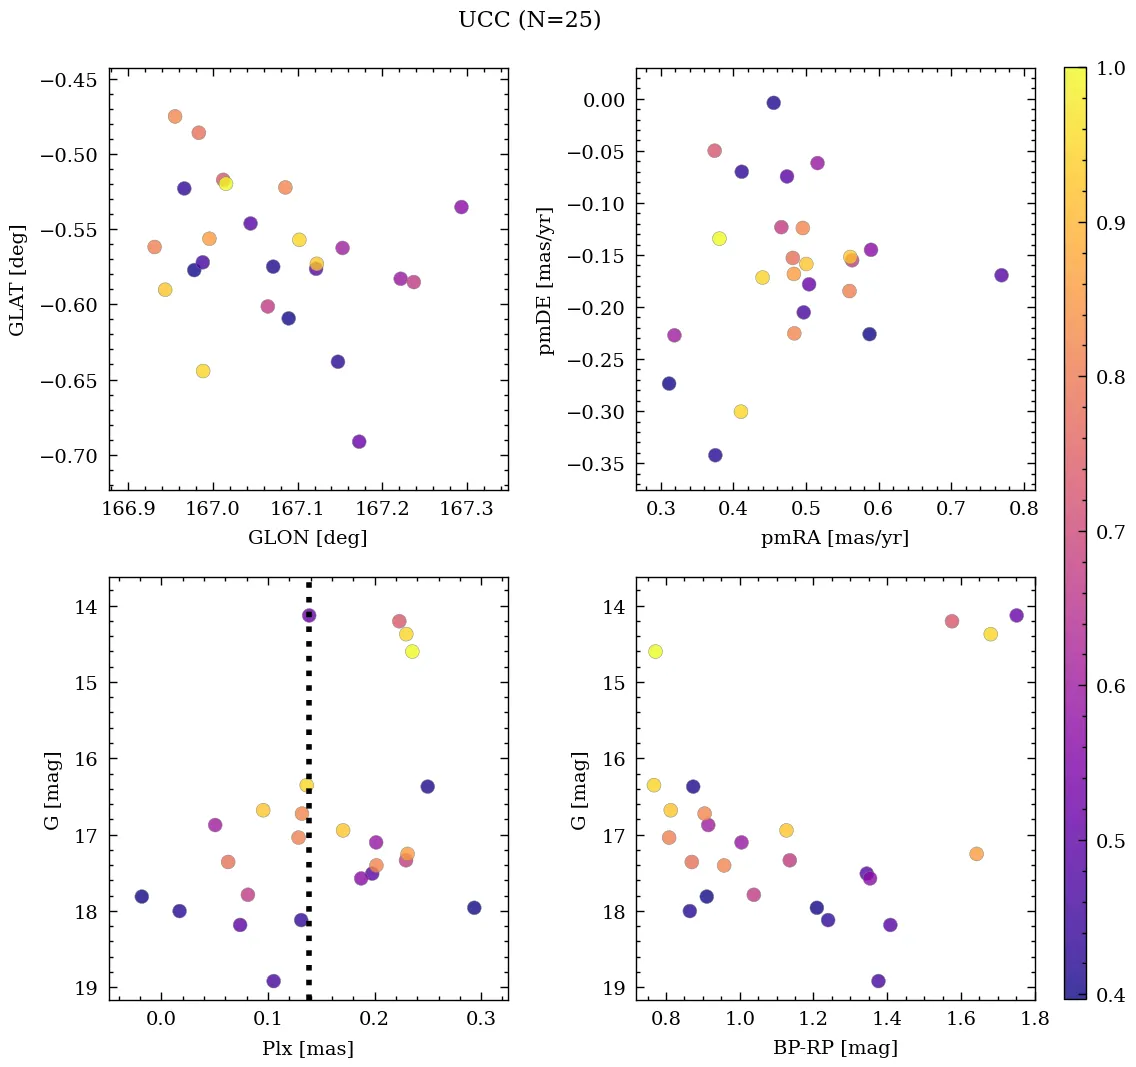 UCC (N=25)
−0.45
−0.50
−0.55
−0.60
−0.65
−0.70
GLAT [deg]
166.9 167.0 167.1 167.2 167.3
GLON [deg]
0.00
−0.05
−0.10
−0.15
−0.20
−0.25
−0.30
−0.35
pmDE [mas/yr]
0.3 0.4 0.5 0.6 0.7 0.8
pmRA [mas/yr]
14
15
16
17
18
19
G [mag]
0.0 0.1 0.2 0.3
Plx [mas]
14
15
16
17
18
19
G [mag]
0.8 1.0 1.2 1.4 1.6 1.8
BP-RP [mag]
1.0
0.9
0.8
0.7
0.6
0.5
0.4